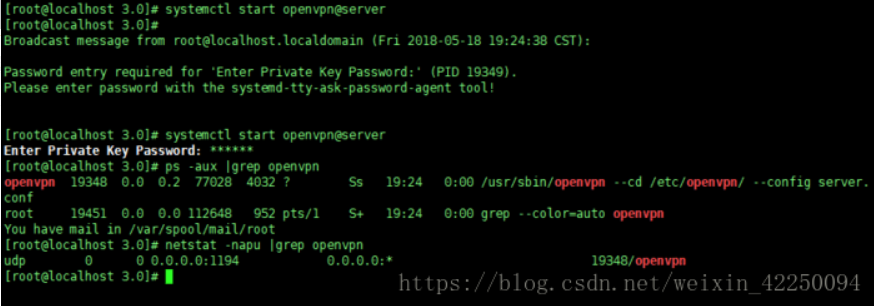 [root@localhost 3.0]# systemctl start openvpn@server
[root@localhost 3.0]#
Broadcast message from root@localhost.localdomain (Fri 2018-05-18 19:24:38 CST):
Password entry required for 'Enter Private Key Password:' (PID 19349).
Please enter password with the systemd-tty-ask-password-agent tool!
[root@localhost 3.0]# systemctl start openvpn@server
Enter Private Key Password: ******
[root@localhost 3.0]# ps -aux |grep openvpn
openvpn  19348  0.0  0.2  77028  4032 ?        Ss   19:24   0:00 /usr/sbin/openvpn --cd /etc/openvpn/ --config server.
conf
root     19451  0.0  0.0 112648   952 pts/1    S+   19:24   0:00 grep --color=auto openvpn
You have mail in /var/spool/mail/root
[root@localhost 3.0]# netstat -napu |grep openvpn
udp        0      0 0.0.0.0:1194            0.0.0.0:*                           19348/openvpn
[root@localhost 3.0]#
https://blog.csdn.net/weixin_42250094